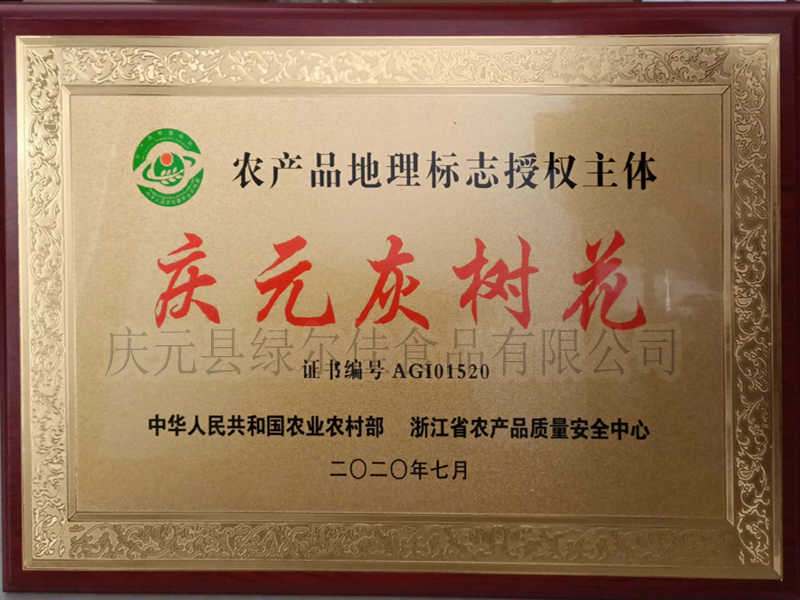 农产品地理标志授权主体
庆元灰树花
庆元县绿尔佳食品有限公司
证书编号 AGI01520
中华人民共和国农业农村部 浙江省农产品质量安全中心
二〇二〇年七月